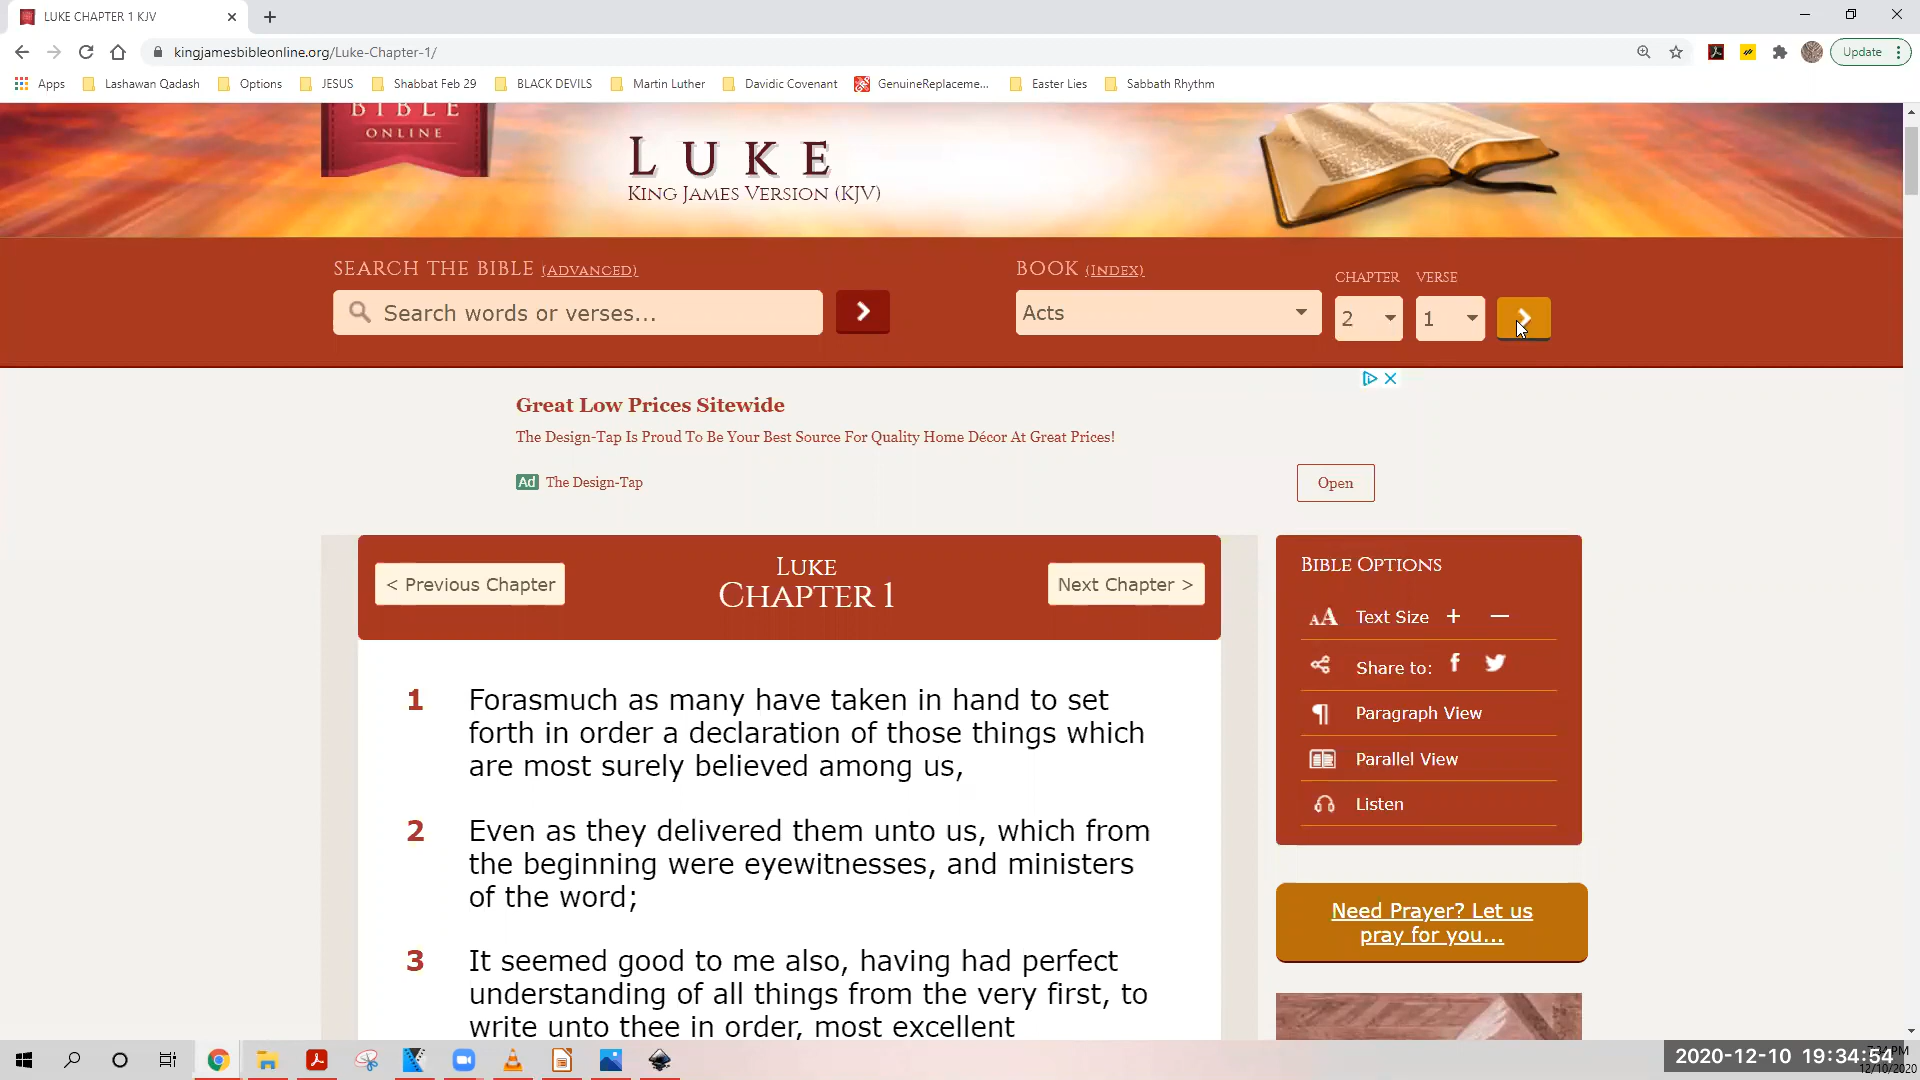 LUKE CHAPTER 1 KJV
kingjamesbibleonline.org/Luke-Chapter-1/
Update
Apps
Lashawan Qadash
Options
JESUS
Shabbat Feb 29
BLACK DEVILS
Martin Luther
Davidic Covenant
GenuineReplaceme...
Easter Lies
Sabbath Rhythm
BIBLE
ONLINE
LUKE
KING JAMES VERSION (KJV)
SEARCH THE BIBLE (ADVANCED)
Search words or verses...
BOOK (INDEX)
Acts
CHAPTER
2
VERSE
1
Great Low Prices Sitewide
The Design-Tap Is Proud To Be Your Best Source For Quality Home Décor At Great Prices!
Ad The Design-Tap
Open
< Previous Chapter
LUKE
CHAPTER 1
Next Chapter >
1 Forasmuch as many have taken in hand to set
forth in order a declaration of those things which
are most surely believed among us,
2 Even as they delivered them unto us, which from
the beginning were eyewitnesses, and ministers
of the word;
3 It seemed good to me also, having had perfect
understanding of all things from the very first, to
write unto thee in order, most excellent
BIBLE OPTIONS
AA Text Size + —
Share to:
Paragraph View
Parallel View
Listen
Need Prayer? Let us
pray for you...
2020-12-10 19:34:54
12/10/2020